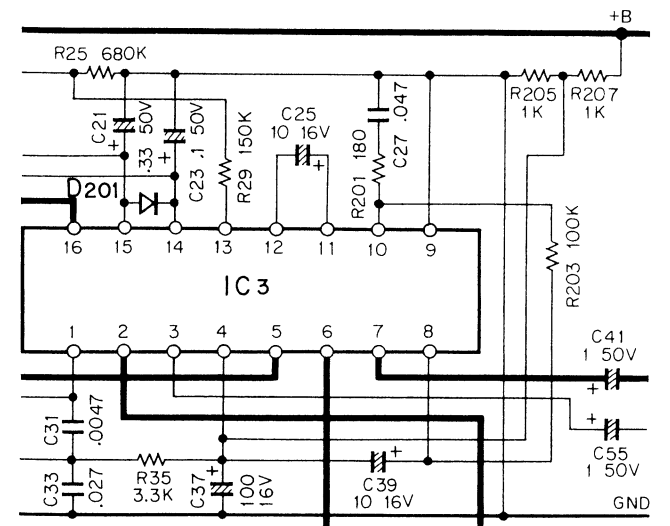 +B
R25 680K
R205
1K
R207
1K
C21
50V
.33
C23 .1 50V
R29 150K
C25
10 16V
R201 180
C27 .047
R203 100K
D201
+
+
+
16
15
14
13
12
11
10
9
IC3
1
2
3
4
5
6
7
8
C41
1 50V
+
C31
.0047
+
C55
1 50V
R35
3.3K
C33
.027
+
C37
100
16V
+
C39
10 16V
GND